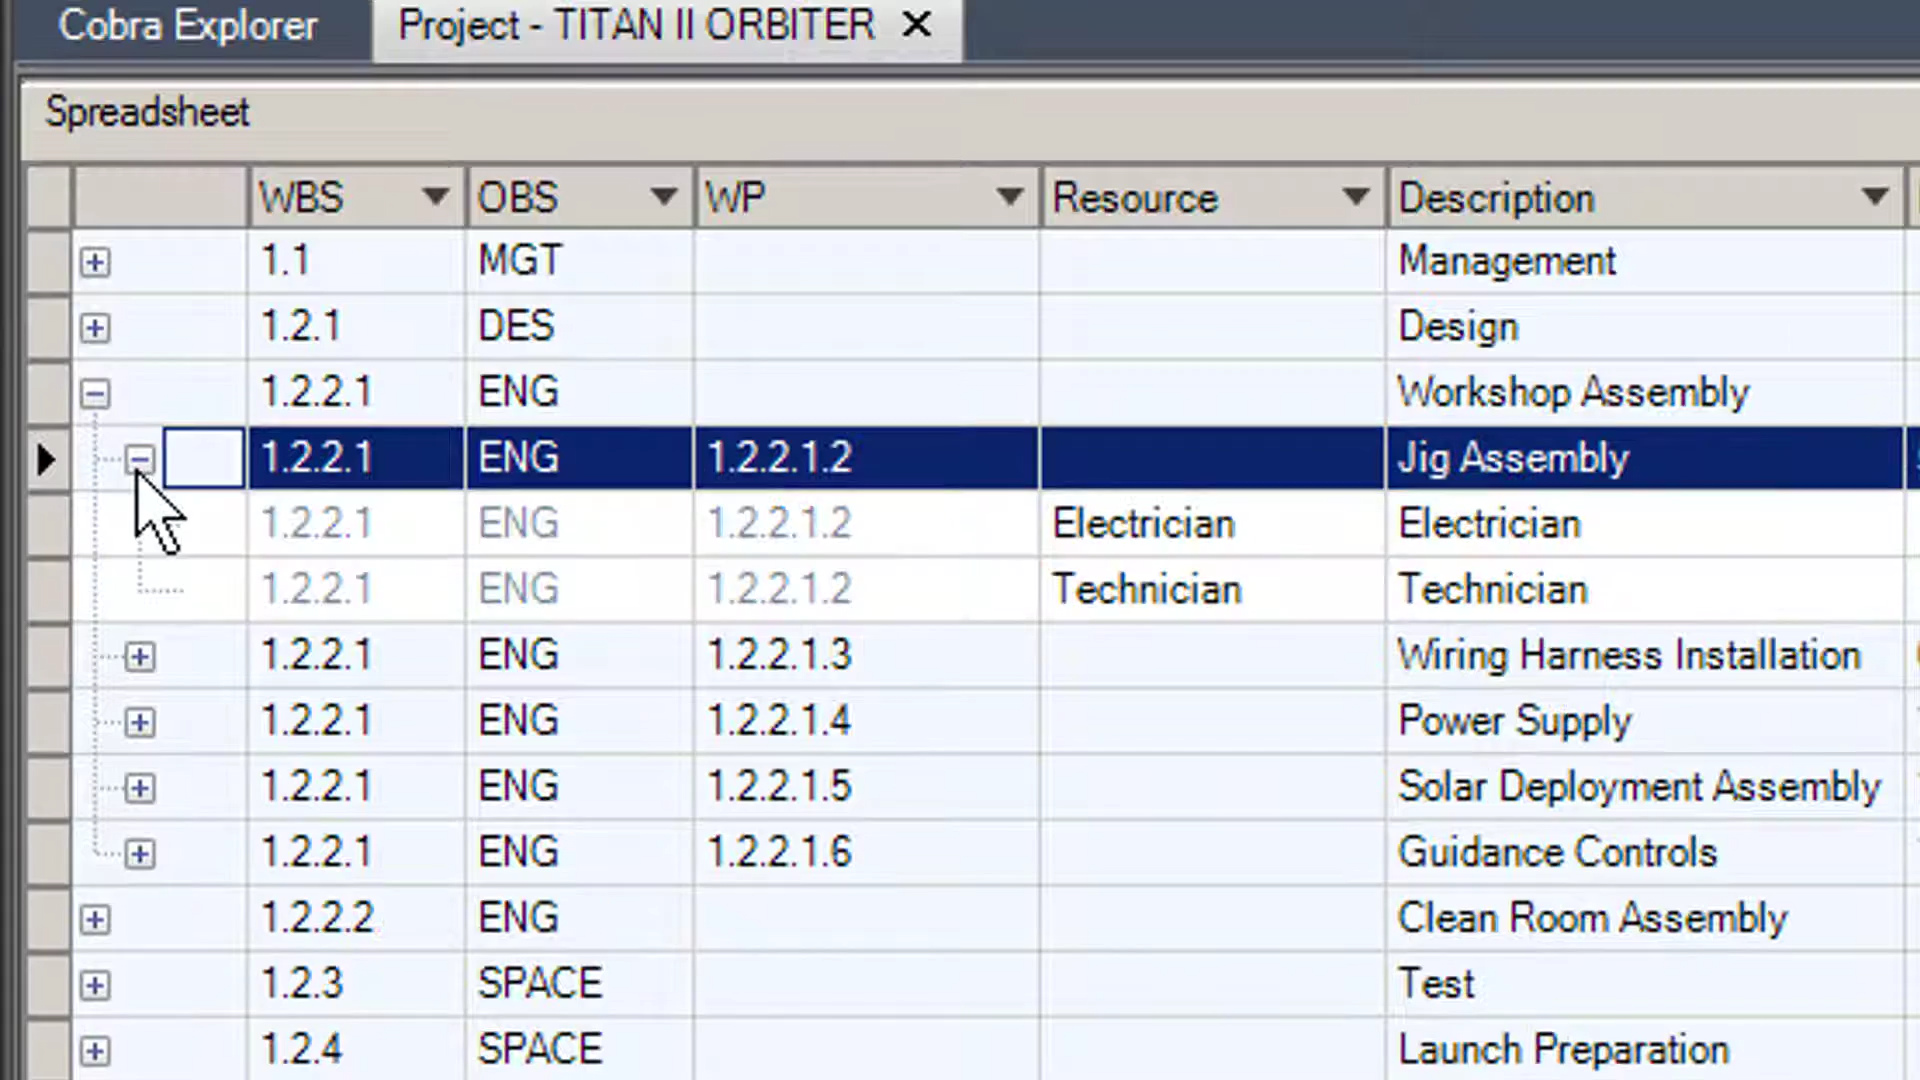 Cobra Explorer Project - TITAN II ORBITER
Spreadsheet
WBS OBS WP Resource Description
1.1 MGT Management
1.2.1 DES Design
1.2.2.1 ENG Workshop Assembly
1.2.2.1 ENG 1.2.2.1.2 Jig Assembly
1.2.2.1 ENG 1.2.2.1.2 Electrician Electrician
1.2.2.1 ENG 1.2.2.1.2 Technician Technician
1.2.2.1 ENG 1.2.2.1.3 Wiring Harness Installation
1.2.2.1 ENG 1.2.2.1.4 Power Supply
1.2.2.1 ENG 1.2.2.1.5 Solar Deployment Assembly
1.2.2.1 ENG 1.2.2.1.6 Guidance Controls
1.2.2.2 ENG Clean Room Assembly
1.2.3 SPACE Test
1.2.4 SPACE Launch Preparation